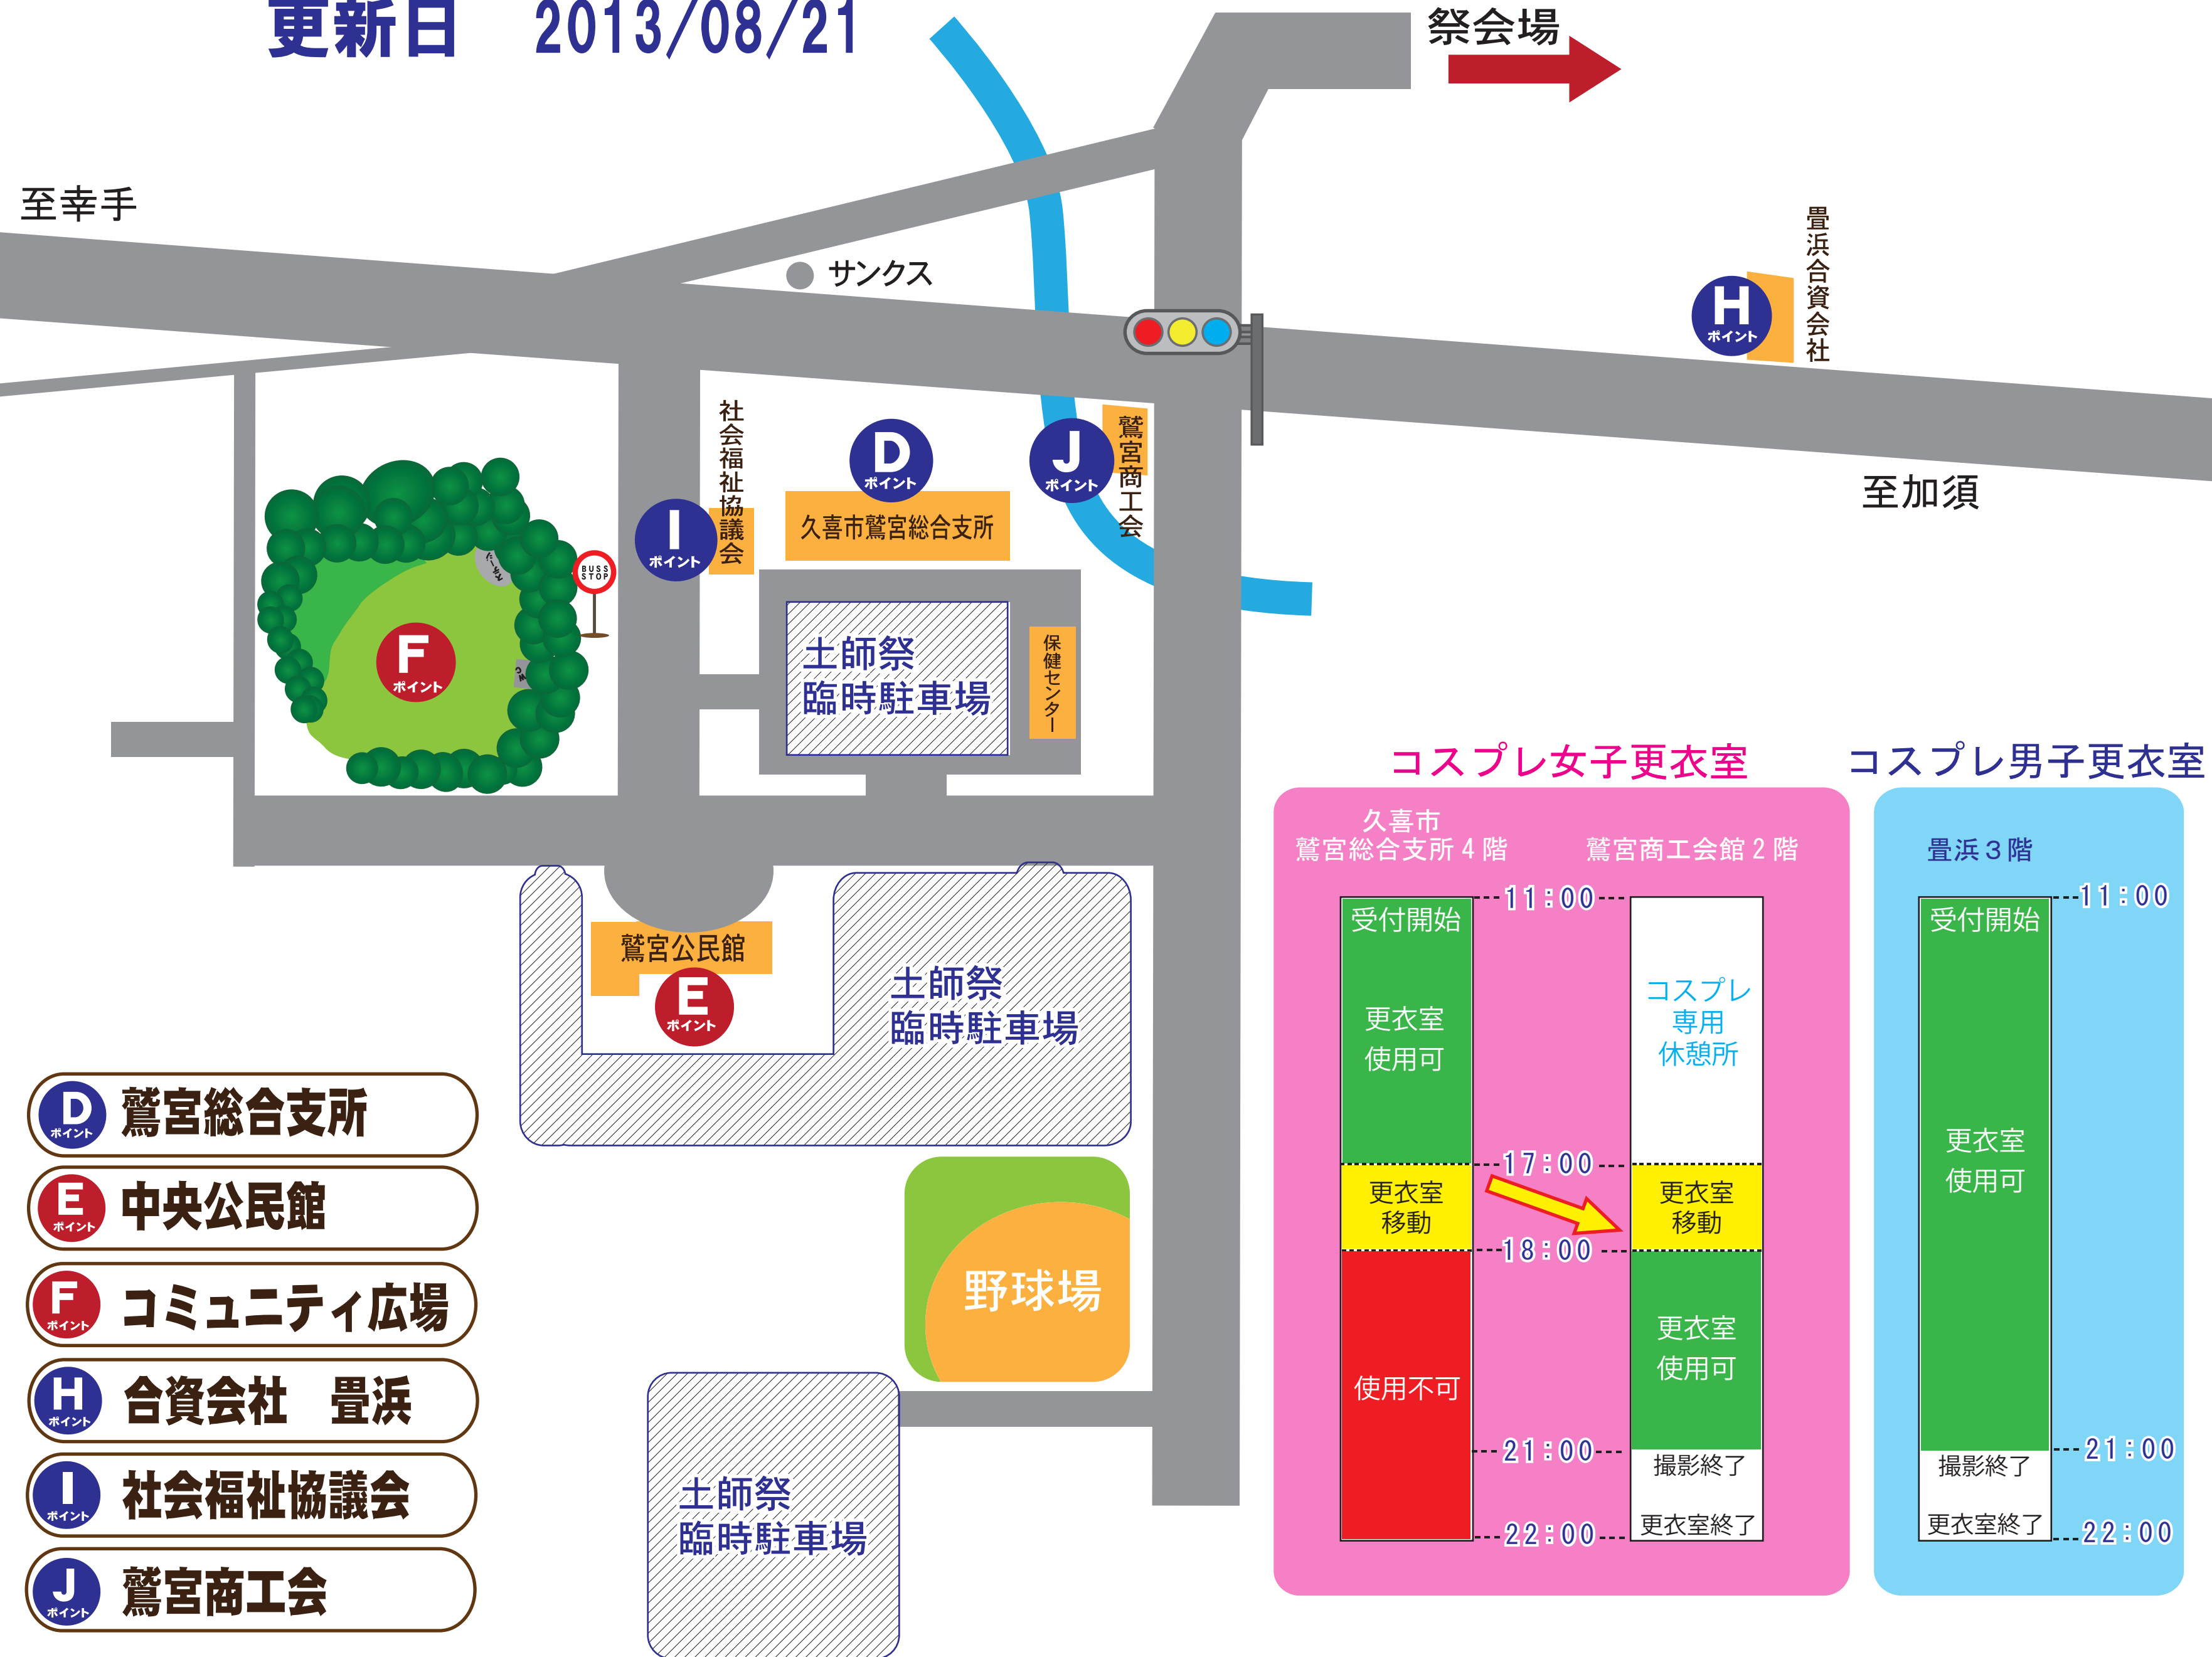 更新日　2013/08/21
祭会場
至幸手
サンクス
畳浜合資会社
H
ポイント
至加須
社会福祉協議会
I
ポイント
D
ポイント
久喜市鷲宮総合支所
J
ポイント
鷲宮商工会
ステージ
BUSS
STOP
F
ポイント
WC
土師祭
臨時駐車場
保健センター
鷲宮公民館
E
ポイント
土師祭
臨時駐車場
野球場
土師祭
臨時駐車場
D
ポイント
鷲宮総合支所
E
ポイント
中央公民館
F
ポイント
コミュニティ広場
H
ポイント
合資会社　畳浜
I
ポイント
社会福祉協議会
J
ポイント
鷲宮商工会
コスプレ女子更衣室
久喜市
鷲宮総合支所4階
鷲宮商工会館2階
11:00
受付開始
更衣室
使用可
コスプレ
専用
休憩所
17:00
更衣室
移動
更衣室
移動
18:00
使用不可
更衣室
使用可
21:00
撮影終了
更衣室終了
22:00
コスプレ男子更衣室
畳浜3階
11:00
受付開始
更衣室
使用可
21:00
撮影終了
更衣室終了
22:00